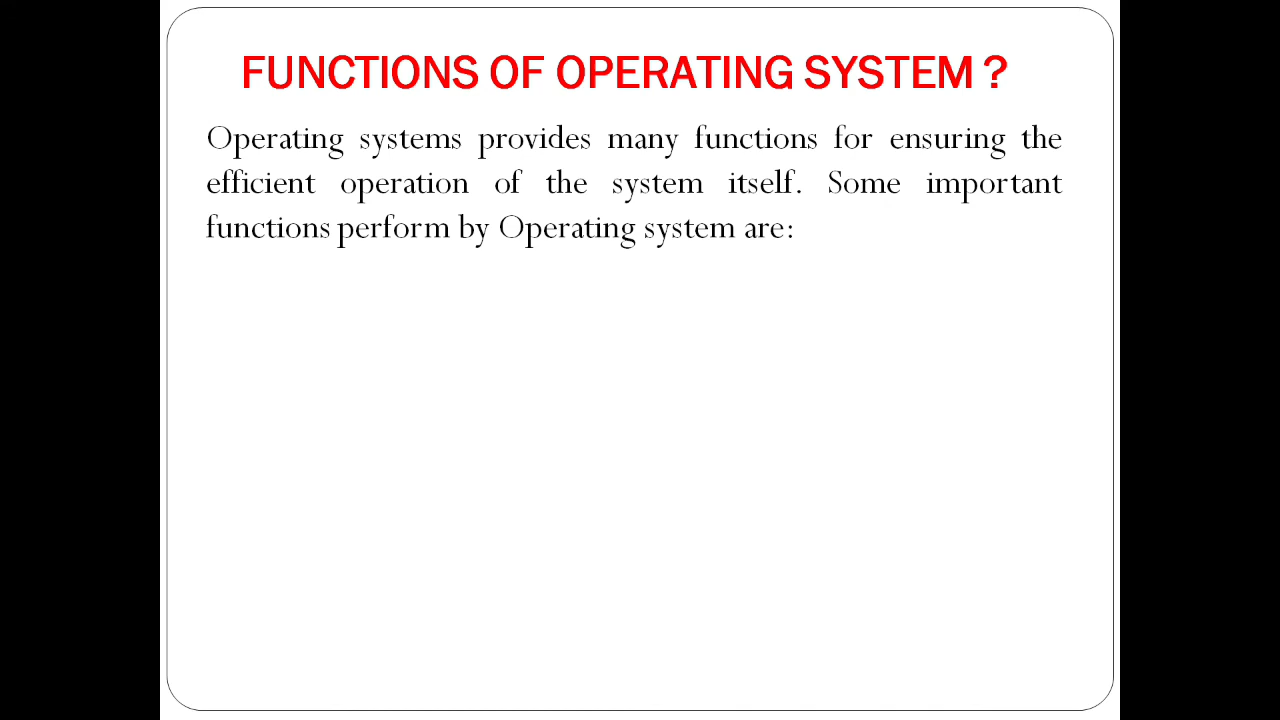 FUNCTIONS OF OPERATING SYSTEM ?
Operating systems provides many functions for ensuring the
efficient operation of the system itself. Some important
functions perform by Operating system are: